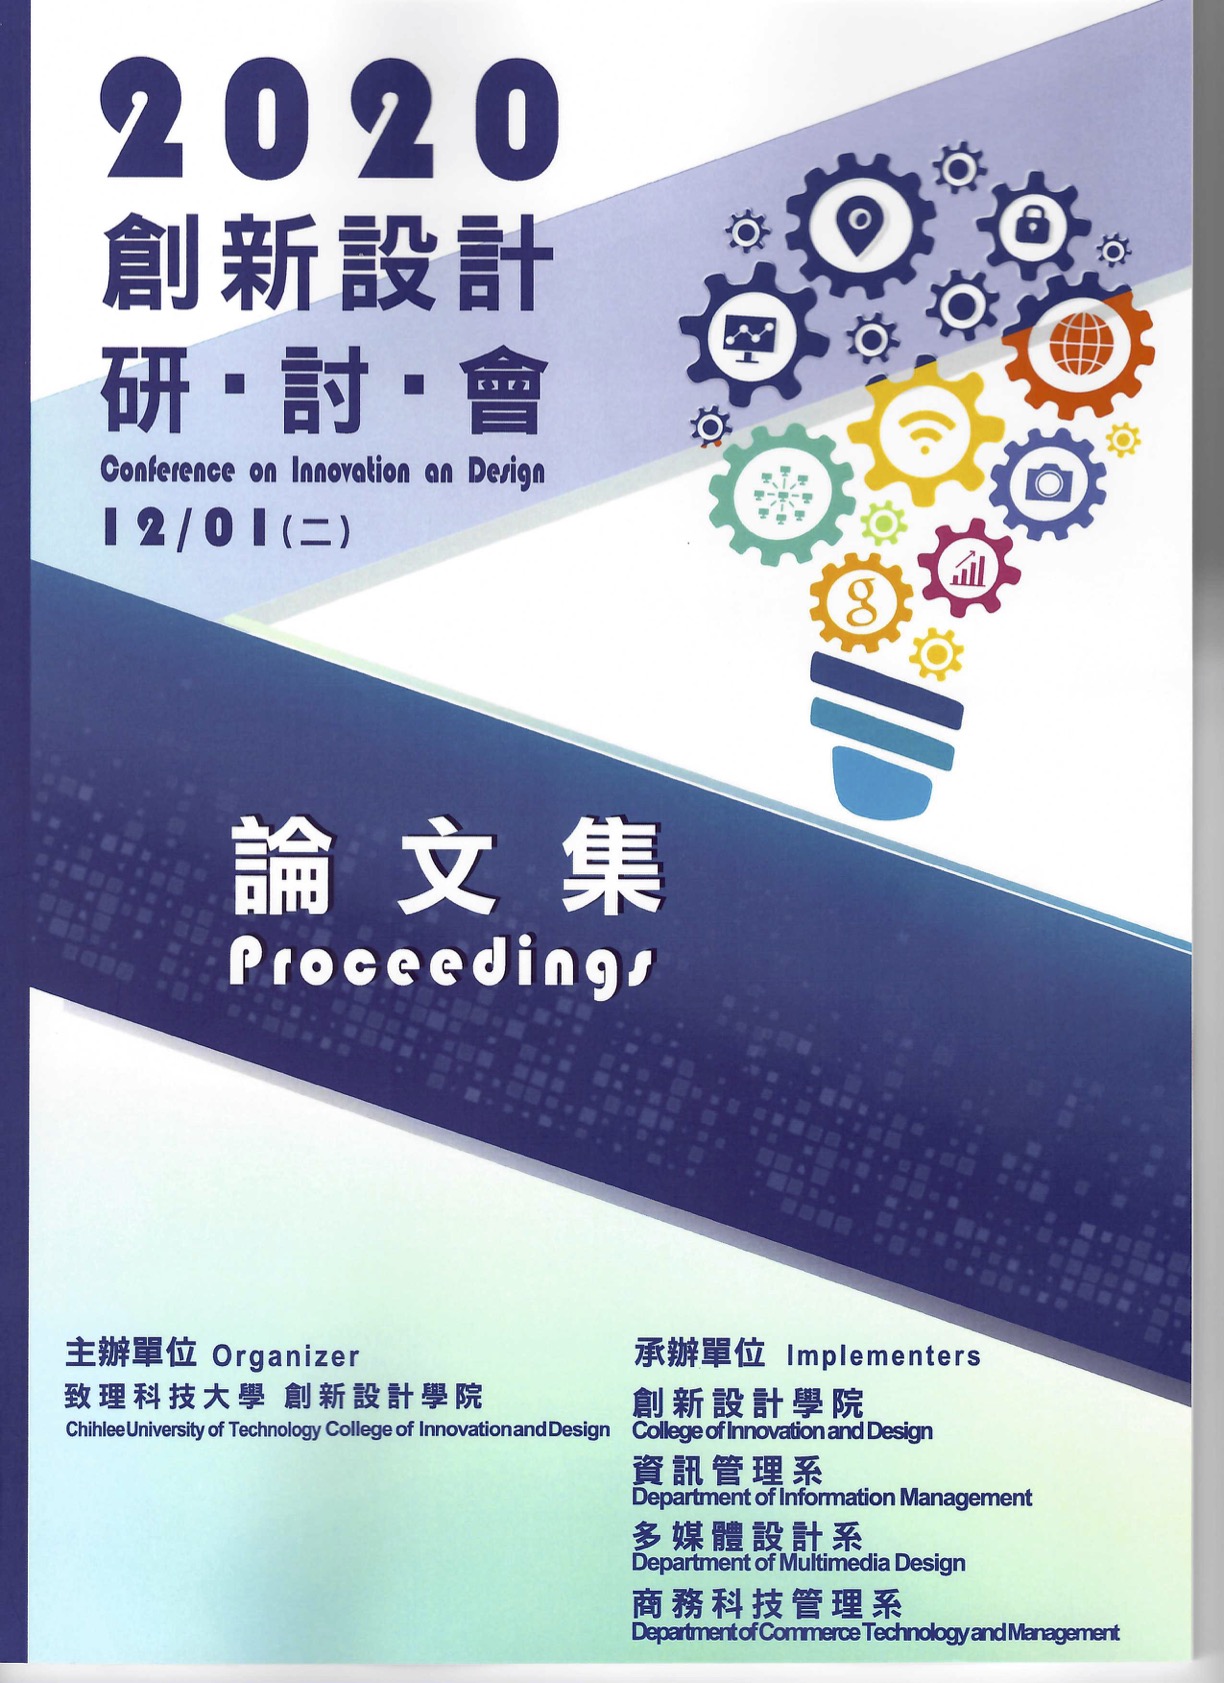 2020
創新設計
研·討·會
Conference on Innovation an Design
12/01(二)
g
論文集
Proceedings
主辦單位 Organizer
致理科技大學 創新設計學院
Chihlee University of Technology College of Innovation and Design
承辦單位 Implementers
創新設計學院
College of Innovation and Design
資訊管理系
Department of Information Management
多媒體設計系
Department of Multimedia Design
商務科技管理系
Department of Commerce Technology and Management